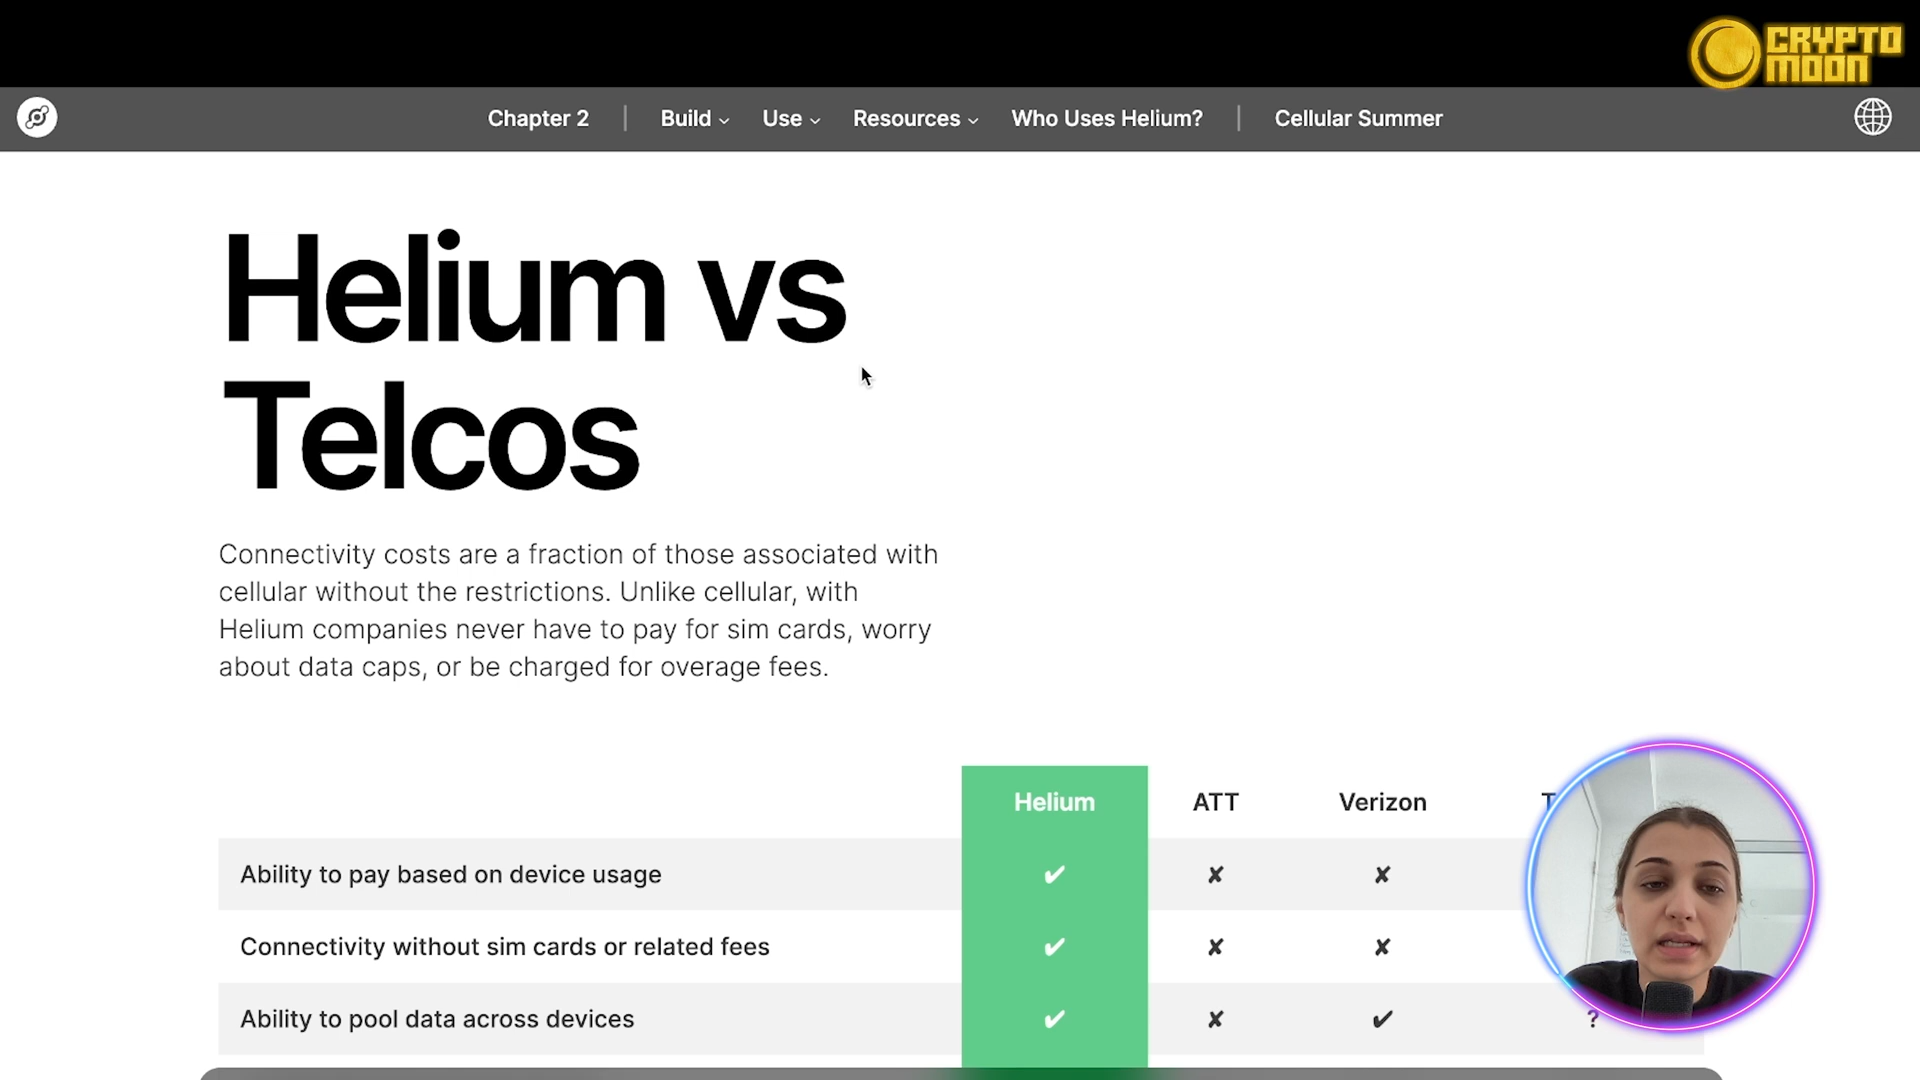 CRYPTO
MOON
Chapter 2 | Build Use Resources Who Uses Helium? | Cellular Summer
Helium vs
Telcos
Connectivity costs are a fraction of those associated with
cellular without the restrictions. Unlike cellular, with
Helium companies never have to pay for sim cards, worry
about data caps, or be charged for overage fees.
Helium ATT Verizon
Ability to pay based on device usage ✔ ✘ ✘
Connectivity without sim cards or related fees ✔ ✘ ✘
Ability to pool data across devices ✔ ✘ ✔ ?